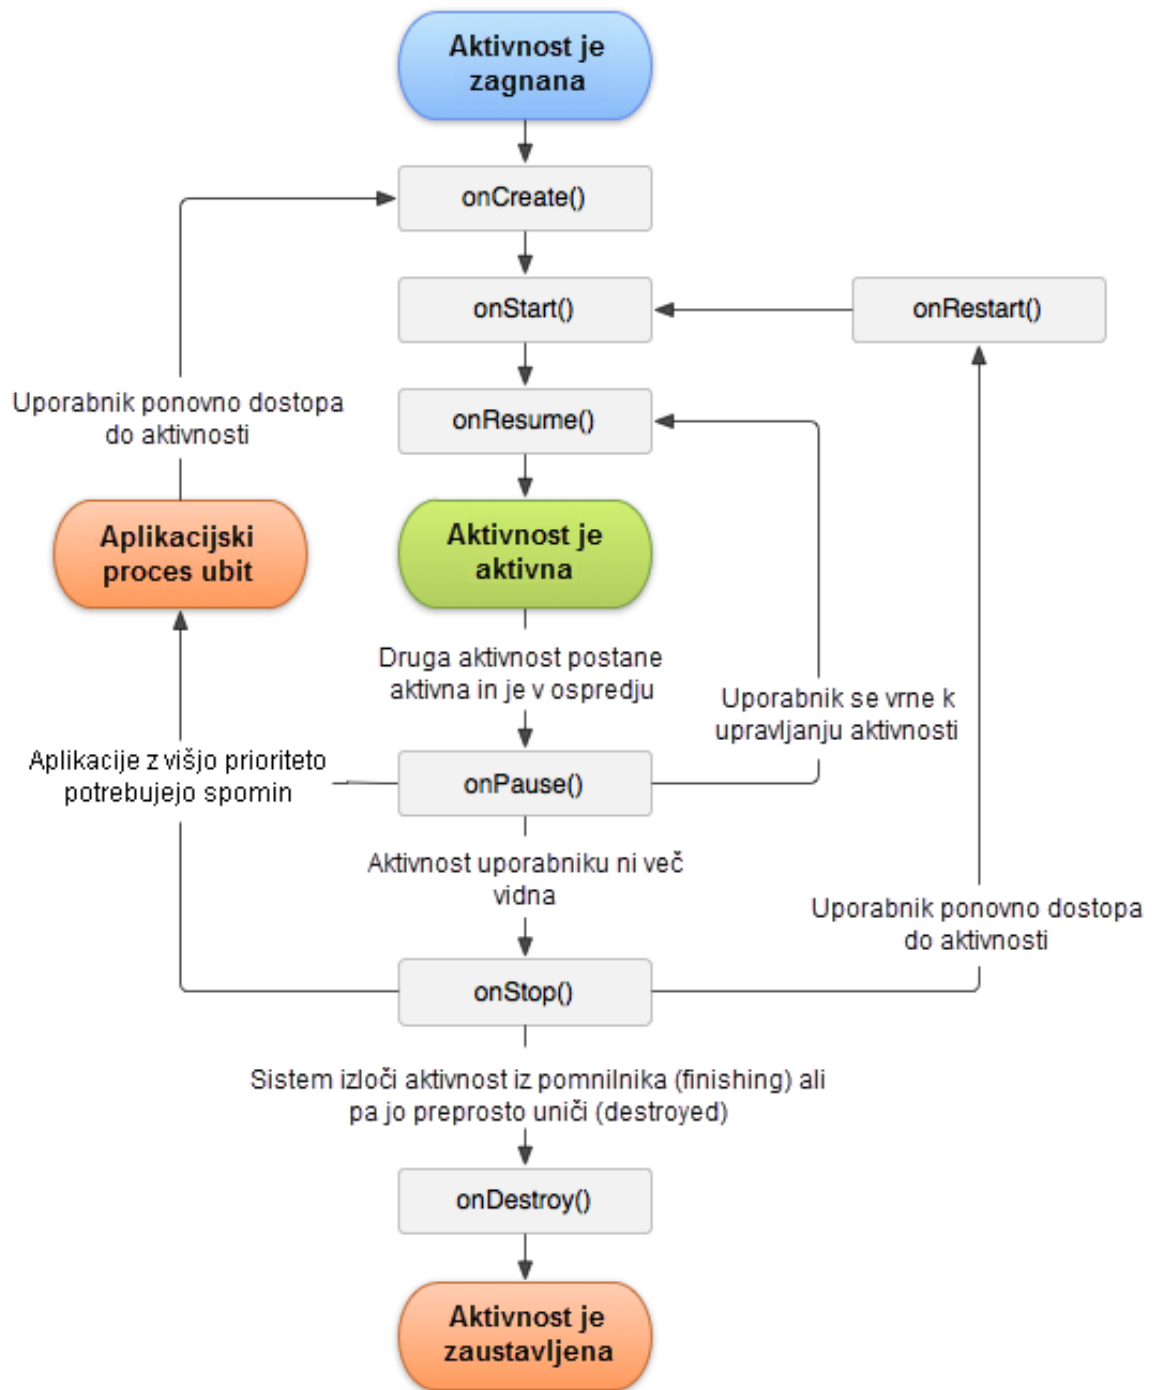 Aktivnost je
zagnana
onCreate()
onStart()
onRestart()
Uporabnik ponovno dostopa
do aktivnosti
onResume()
Aplikacijski
proces ubit
Aktivnost je
aktivna
Druga aktivnost postane
aktivna in je v ospredju
Uporabnik se vrne k
upravljanju aktivnosti
Aplikacije z višjo prioriteto
potrebujejo spomin
onPause()
Aktivnost uporabniku ni več
vidna
Uporabnik ponovno dostopa
do aktivnosti
onStop()
Sistem izloči aktivnost iz pomnilnika (finishing) ali
pa jo preprosto uniči (destroyed)
onDestroy()
Aktivnost je
zaustavljena